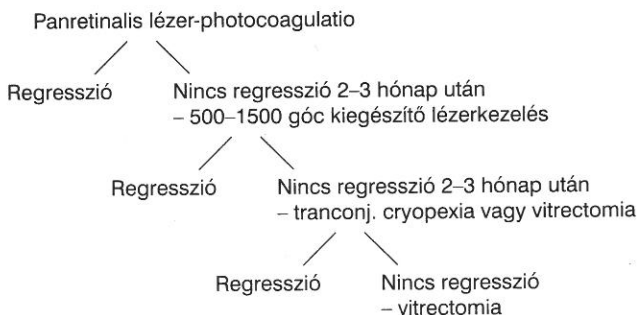 Panretinalis lézer-photocoagulatio
Regresszió
Nincs regresszió 2–3 hónap után
– 500–1500 góc kiegészítő lézerkezelés
Regresszió
Nincs regresszió 2–3 hónap után
– tranconj. cryopexia vagy vitrectomia
Regresszió
Nincs regresszió
– vitrectomia